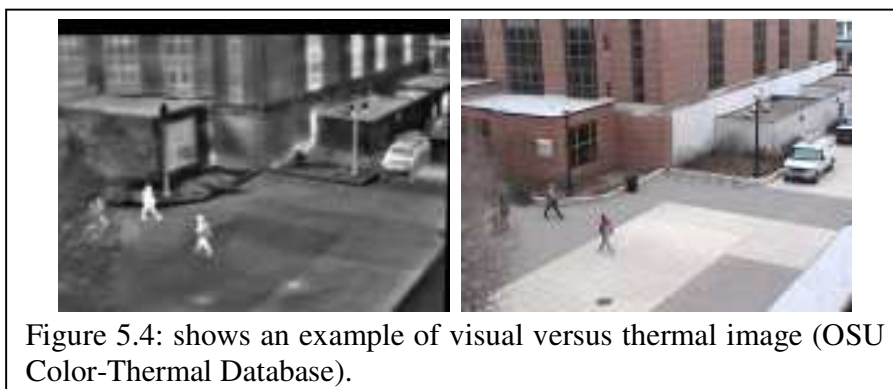 Figure 5.4: shows an example of visual versus thermal image (OSU
Color-Thermal Database).